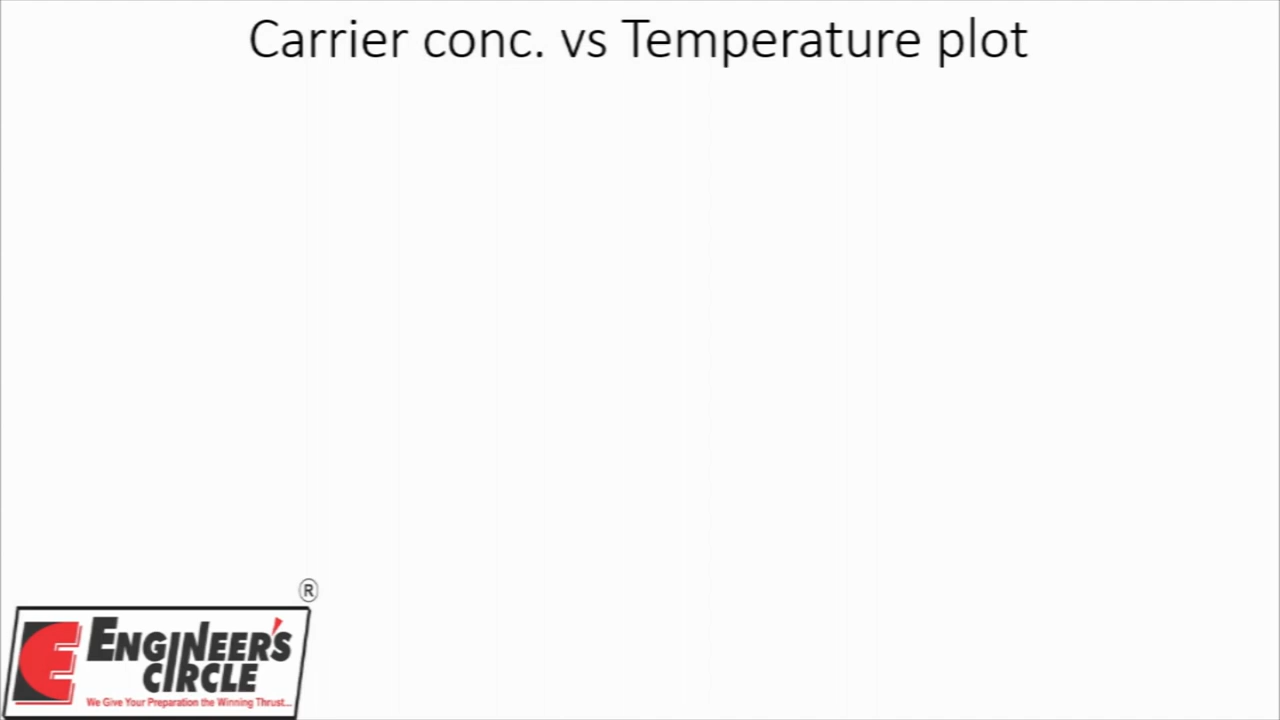 Carrier conc. vs Temperature plot
®
ENGINEER'S
CIRCLE
We Give Your Preparation the Winning Thrust...